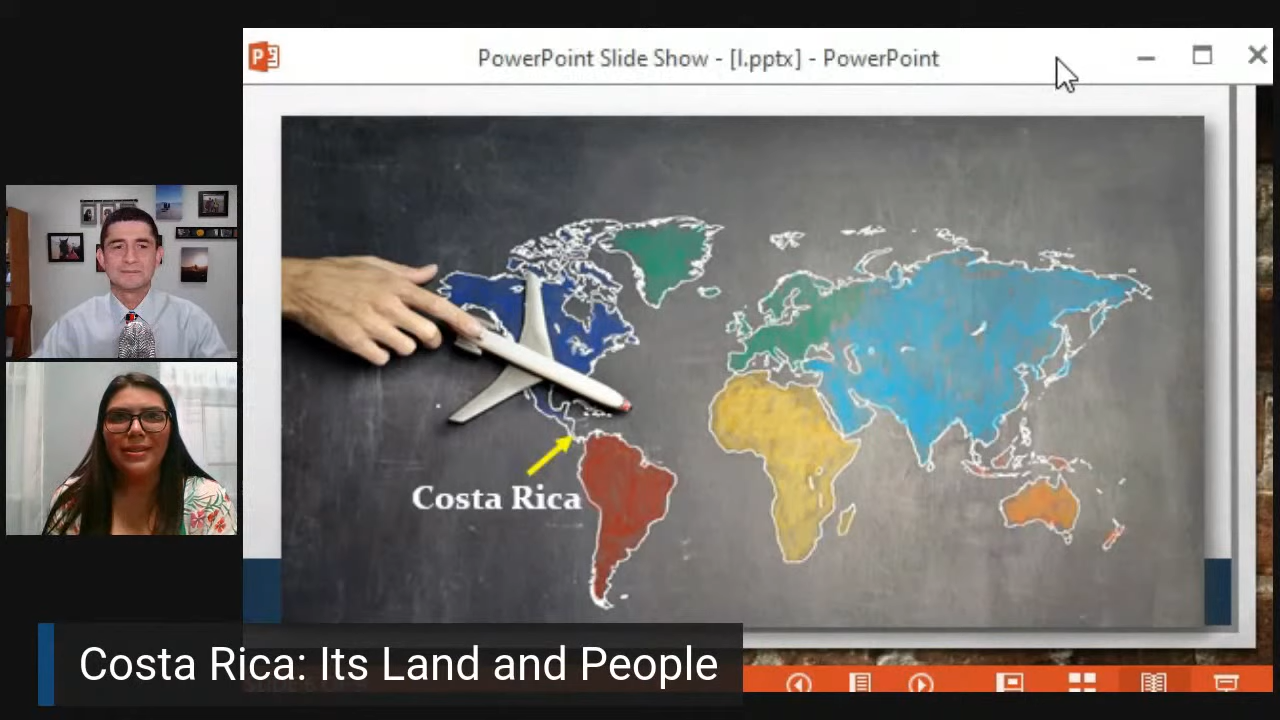 PowerPoint Slide Show - [I.pptx] - PowerPoint
Costa Rica
Costa Rica: Its Land and People